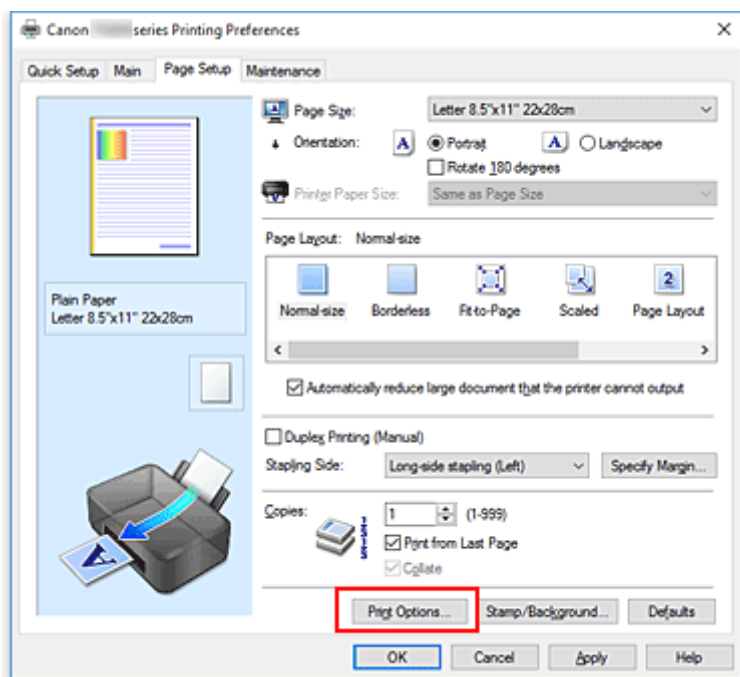 Canon series Printing Preferences
Quick Setup Main Page Setup Maintenance
Page Size: Letter 8.5"x11" 22x28cm
Orientation: A Portrait A Landscape
Rotate 180 degrees
Printer Paper Size: Same as Page Size
Page Layout: Normal-size
2
Normal-size Borderless Fit-to-Page Scaled Page Layout
Plain Paper
Letter 8.5"x11" 22x28cm
Automatically reduce large document that the printer cannot output
Duplex Printing (Manual)
Stapling Side: Long-side stapling (Left) Specify Margin...
Copies: 1 (1-999)
Print from Last Page
Collate
A
Print Options... Stamp/Background... Defaults
OK Cancel Apply Help